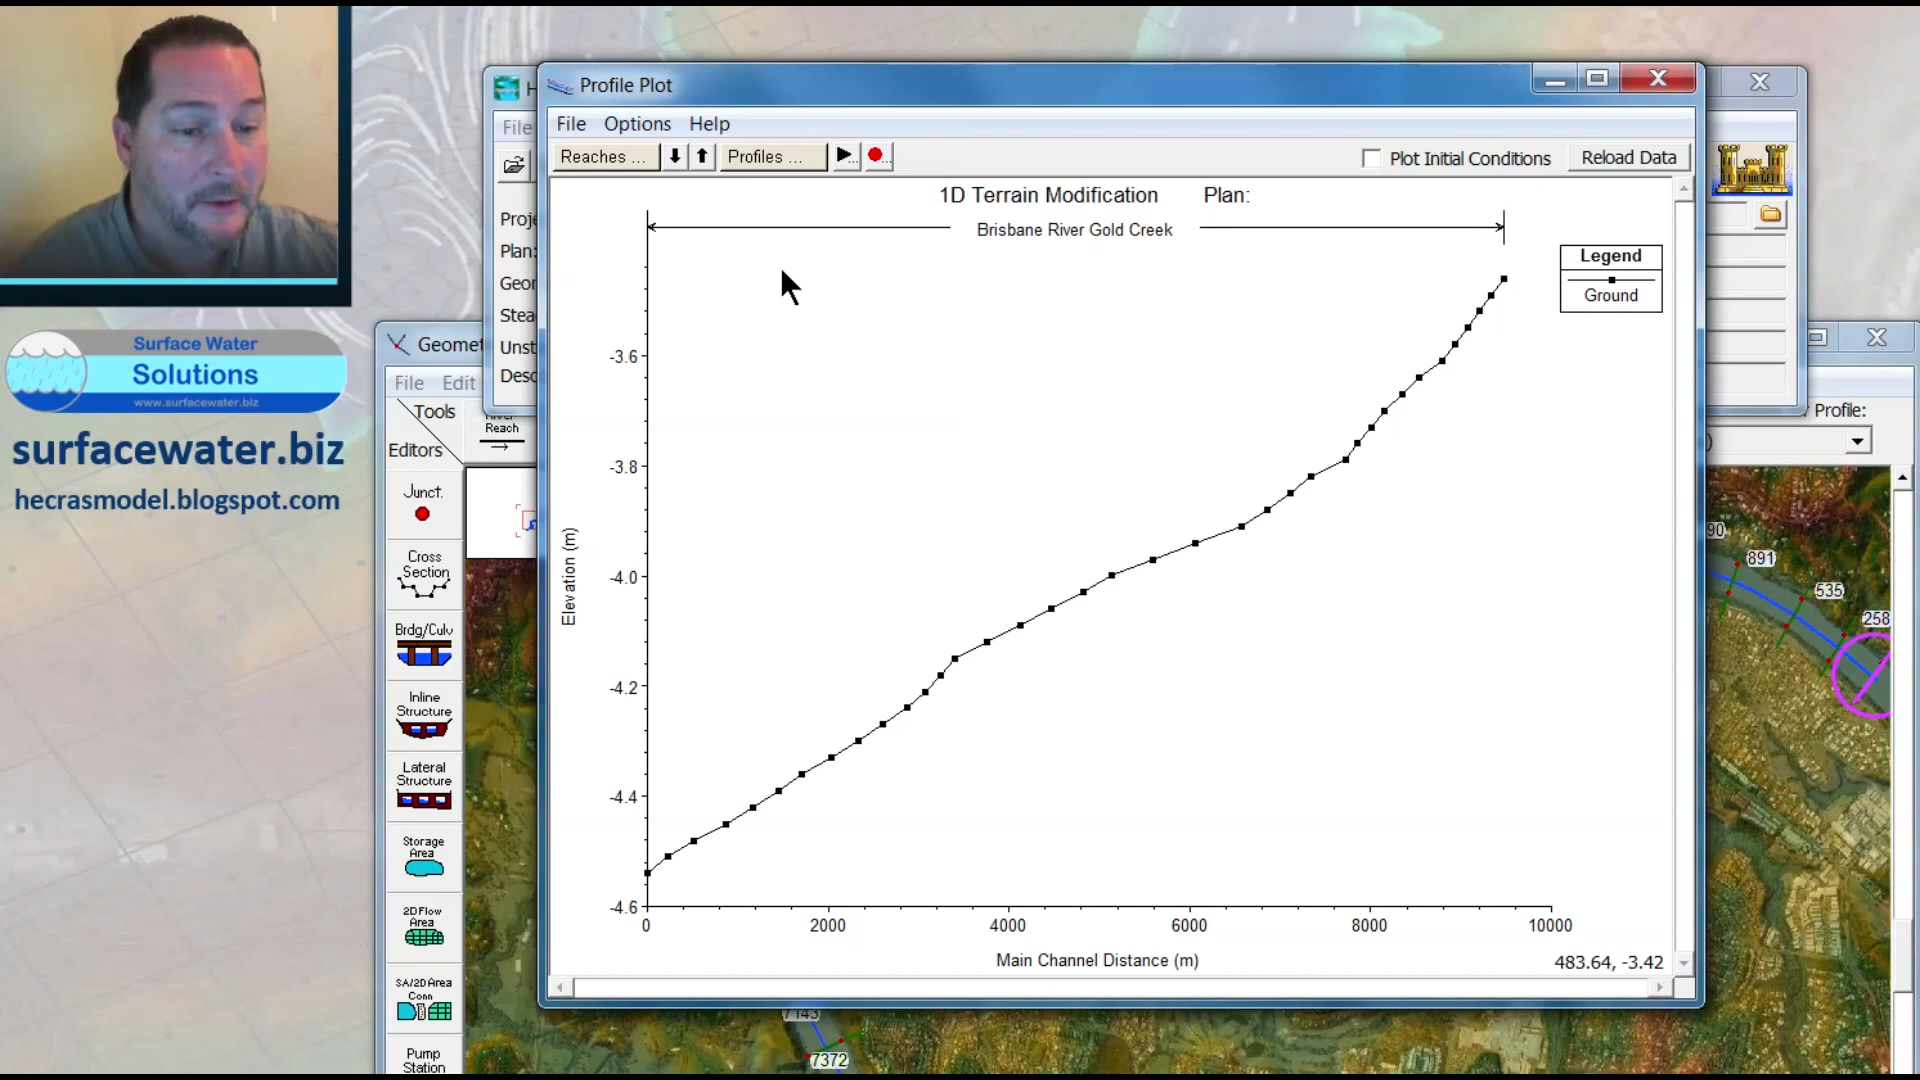 Surface Water
Solutions
www.surfacewater.biz
surfacewater.biz
hecrasmodel.blogspot.com
H
File
Proje
Plan:
Geor
Stea
Unst
Desc
Profile:
Geomet
File Edit
Tools
Editors
River
Reach
Junct.
Cross
Section
Brdg/Culv
Inline
Structure
Lateral
Structure
Storage
Area
2D Flow
Area
SA/2D Area
Conn
Pump
Station
Profile Plot
File Options Help
Reaches ... Profiles ... Plot Initial Conditions Reload Data
1D Terrain Modification Plan:
Brisbane River Gold Creek
Legend
Ground
Elevation (m)
-3.6
-3.8
-4.0
-4.2
-4.4
-4.6
0 2000 4000 6000 8000 10000
Main Channel Distance (m)
483.64, -3.42
90
891
535
258
7143
7372